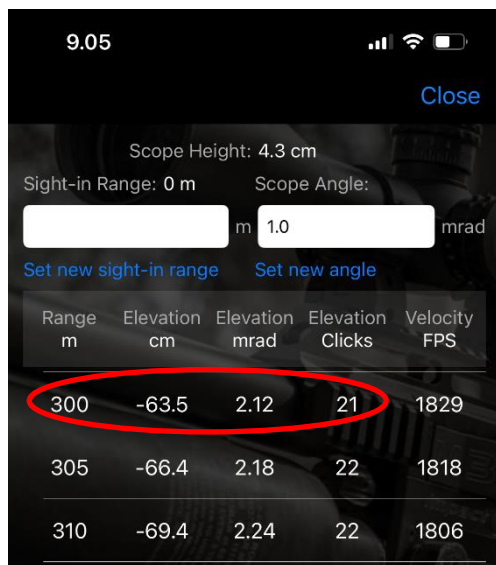 9.05
Close
Scope Height: 4.3 cm
Sight-in Range: 0 m Scope Angle:
m 1.0 mrad
Set new sight-in range Set new angle
Range Elevation Elevation Elevation Velocity
m cm mrad Clicks FPS
300 -63.5 2.12 21 1829
305 -66.4 2.18 22 1818
310 -69.4 2.24 22 1806